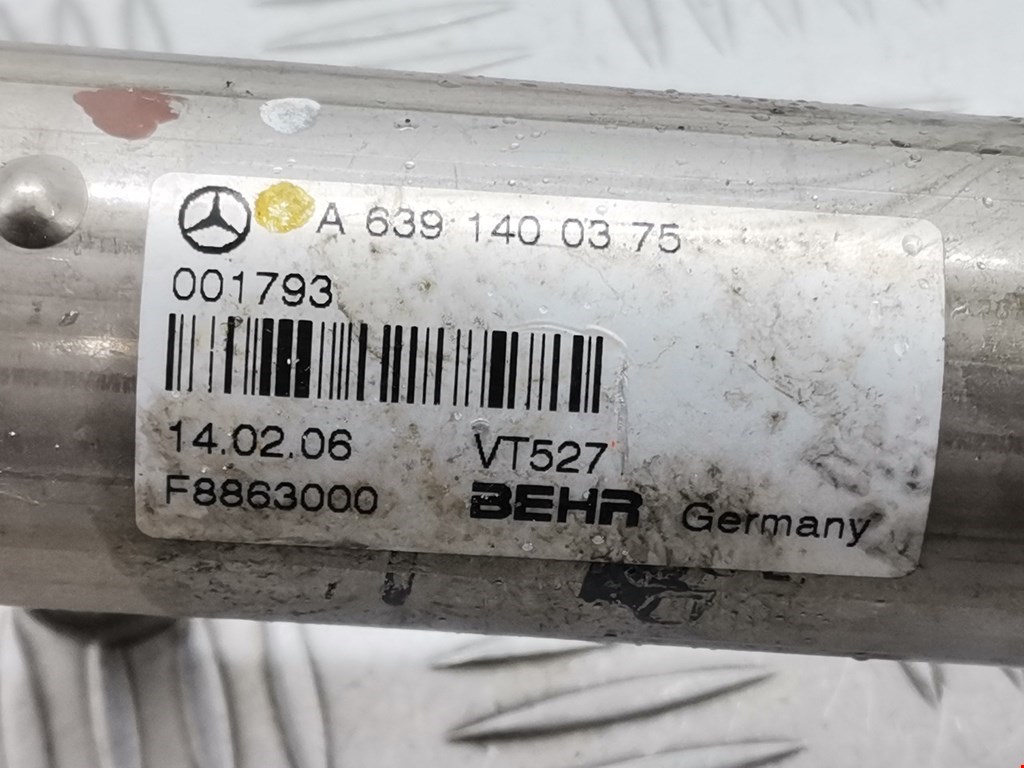 A 639 140 03 75
001793
14.02.06 VT527
F8863000 BEHR Germany